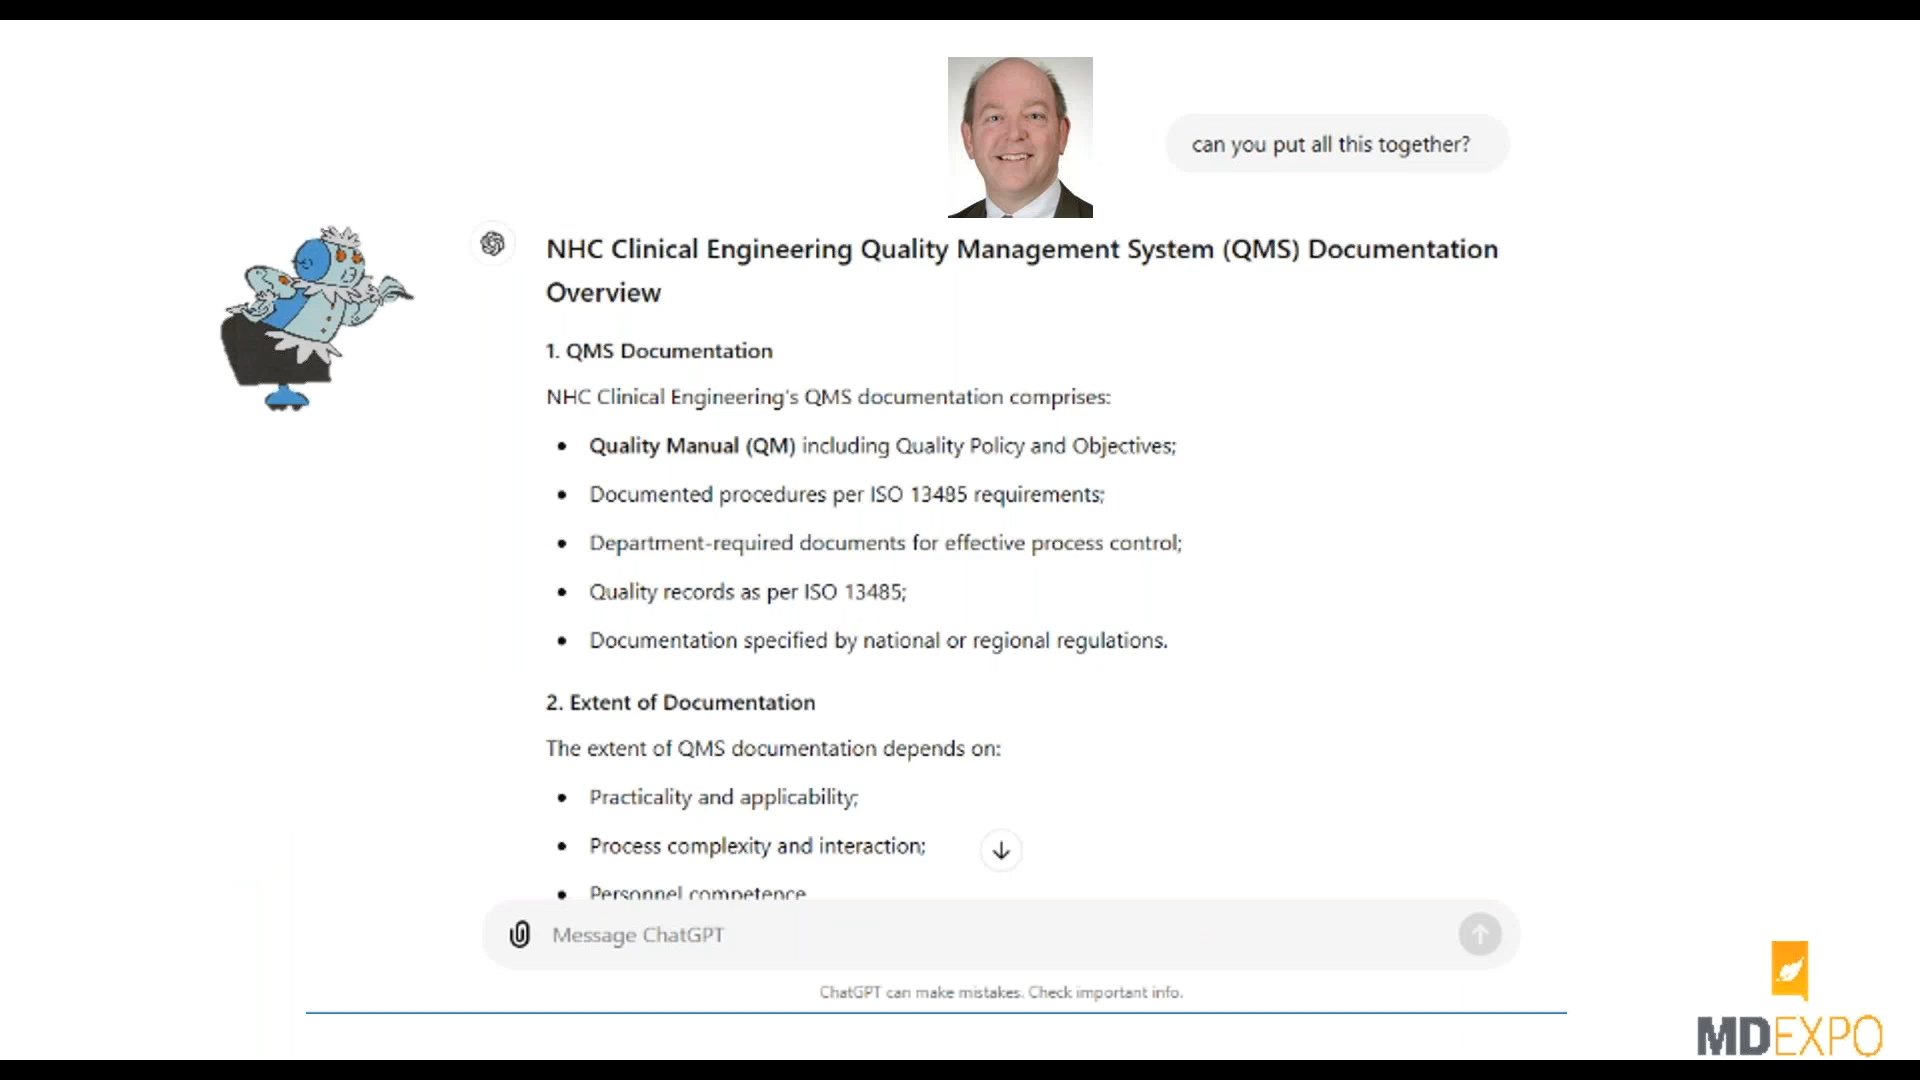 can you put all this together?
NHC Clinical Engineering Quality Management System (QMS) Documentation
Overview
1. QMS Documentation
NHC Clinical Engineering's QMS documentation comprises:
• Quality Manual (QM) including Quality Policy and Objectives;
• Documented procedures per ISO 13485 requirements;
• Department-required documents for effective process control;
• Quality records as per ISO 13485;
• Documentation specified by national or regional regulations.
2. Extent of Documentation
The extent of QMS documentation depends on:
• Practicality and applicability;
• Process complexity and interaction;
• Personnel competence
Message ChatGPT
ChatGPT can make mistakes. Check important info.
MDEXPO